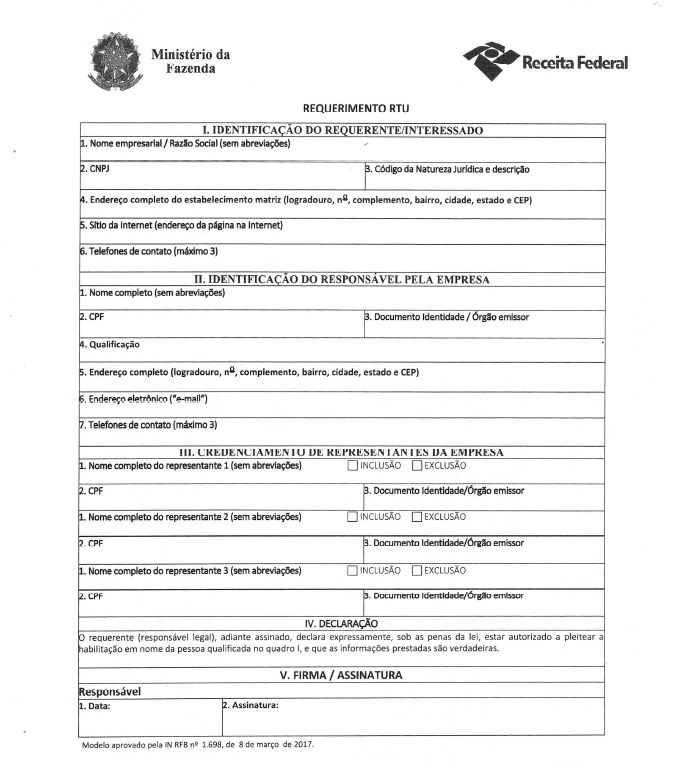 Ministério da
Fazenda
Receita Federal
REQUERIMENTO RTU
I. IDENTIFICAÇÃO DO REQUERENTE/INTERESSADO
1. Nome empresarial / Razão Social (sem abreviações)
2. CNPJ
3. Código da Natureza Jurídica e descrição
4. Endereço completo do estabelecimento matriz (logradouro, nº, complemento, bairro, cidade, estado e CEP)
5. Sítio da Internet (endereço da página na Internet)
6. Telefones de contato (máximo 3)
II. IDENTIFICAÇÃO DO RESPONSÁVEL PELA EMPRESA
1. Nome completo (sem abreviações)
2. CPF
3. Documento Identidade / Órgão emissor
4. Qualificação
5. Endereço completo (logradouro, nº, complemento, bairro, cidade, estado e CEP)
6. Endereço eletrônico ("e-mail")
7. Telefones de contato (máximo 3)
III. CREDENCIAMENTO DE REPRESENTANTES DA EMPRESA
1. Nome completo do representante 1 (sem abreviações) INCLUSÃO EXCLUSÃO
2. CPF
3. Documento Identidade/Órgão emissor
1. Nome completo do representante 2 (sem abreviações) INCLUSÃO EXCLUSÃO
2. CPF
3. Documento Identidade/Órgão emissor
1. Nome completo do representante 3 (sem abreviações) INCLUSÃO EXCLUSÃO
2. CPF
3. Documento Identidade/Órgão emissor
IV. DECLARAÇÃO
O requerente (responsável legal), adiante assinado, declara expressamente, sob as penas da lei, estar autorizado a pleitear a
habilitação em nome da pessoa qualificada no quadro I, e que as informações prestadas são verdadeiras.
V. FIRMA / ASSINATURA
Responsável
1. Data:
2. Assinatura:
Modelo aprovado pela IN RFB nº 1.698, de 8 de março de 2017.